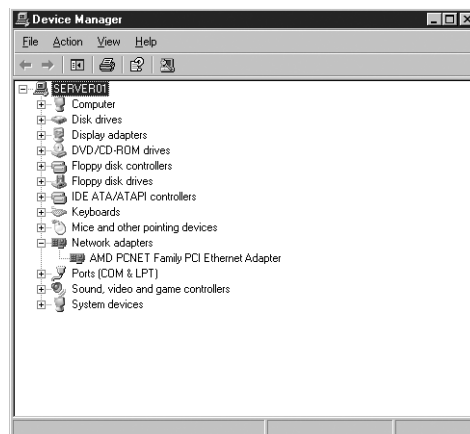 Device Manager
File Action View Help
SERVER01
Computer
Disk drives
Display adapters
DVD/CD-ROM drives
Floppy disk controllers
Floppy disk drives
IDE ATA/ATAPI controllers
Keyboards
Mice and other pointing devices
Network adapters
AMD PCNET Family PCI Ethernet Adapter
Ports (COM & LPT)
Sound, video and game controllers
System devices